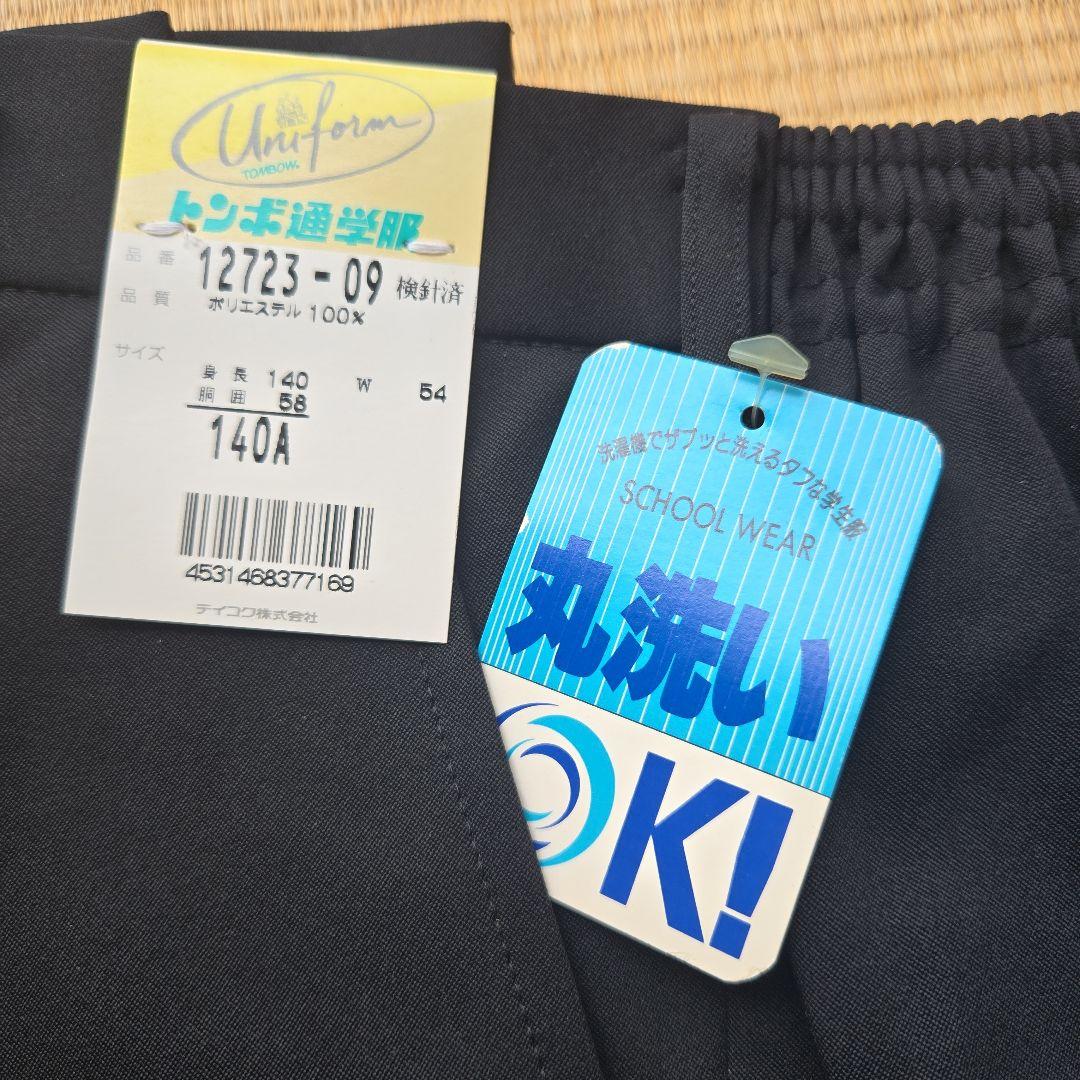 Uniform
TOMBOW®
トンボ通学服
品番 12723-09 検針済
品質 ポリエステル 100%
サイズ
身長 140 W 54
胴囲 58
140A
4531468377169
テイコク株式会社
洗濯機でザブッと洗えるタフな学生服
SCHOOL WEAR
丸洗い
OK!